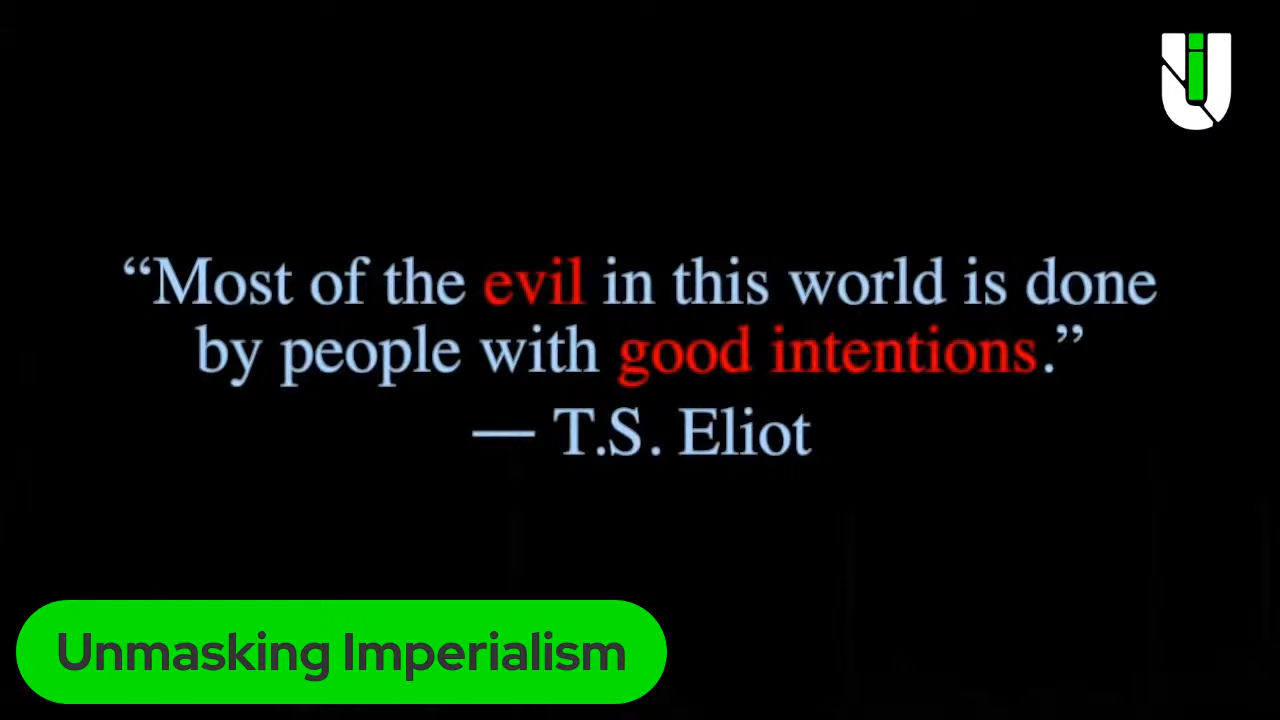 “Most of the evil in this world is done
by people with good intentions.”
— T.S. Eliot
Unmasking Imperialism